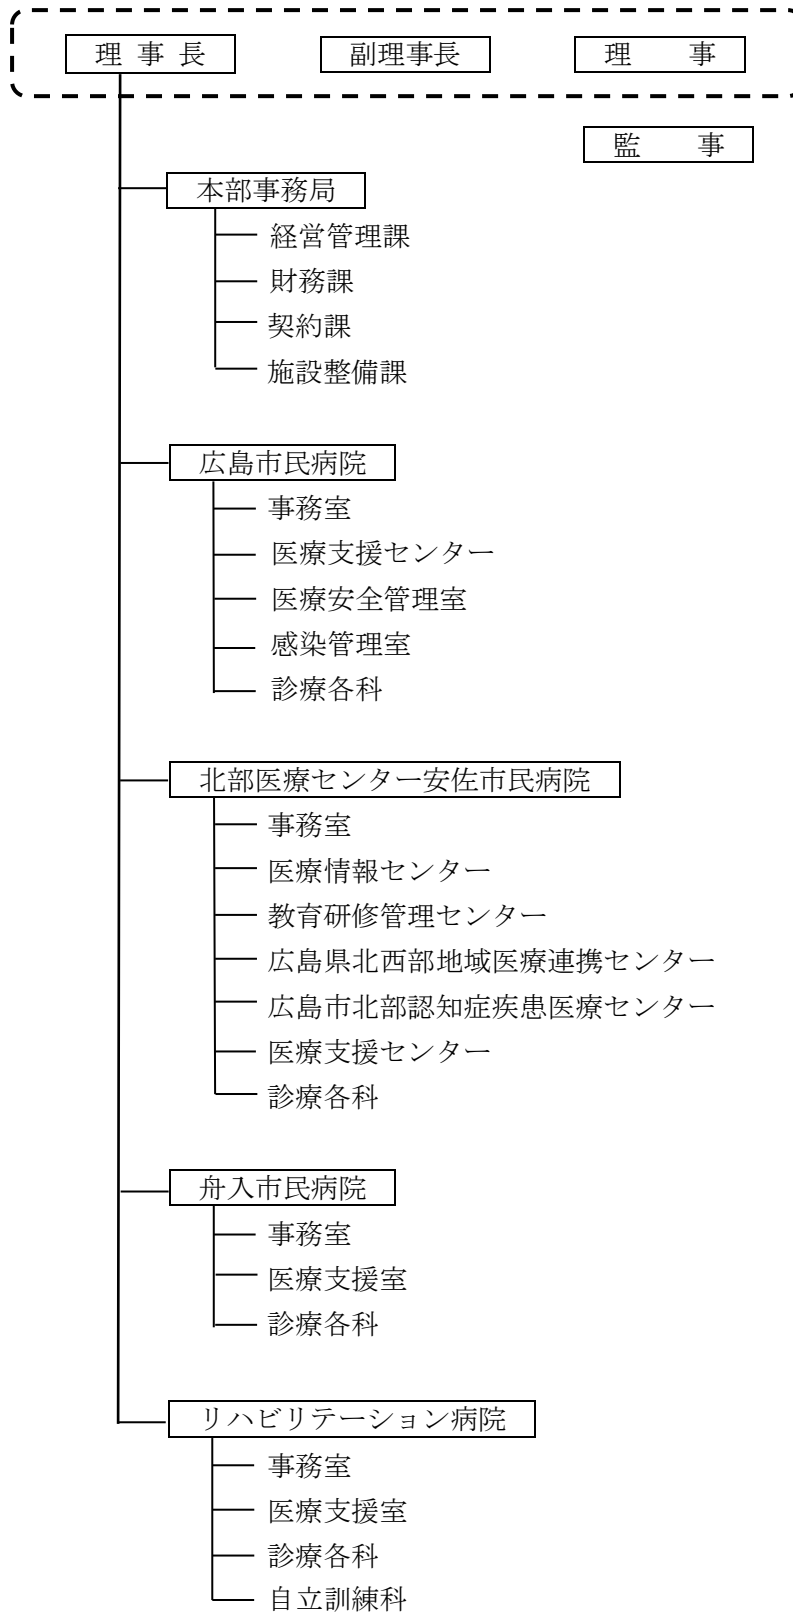 理事長 副理事長 理 事
監 事
本部事務局
経営管理課
財務課
契約課
施設整備課
広島市民病院
事務室
医療支援センター
医療安全管理室
感染管理室
診療各科
北部医療センター安佐市民病院
事務室
医療情報センター
教育研修管理センター
広島県北西部地域医療連携センター
広島市北部認知症疾患医療センター
医療支援センター
診療各科
舟入市民病院
事務室
医療支援室
診療各科
リハビリテーション病院
事務室
医療支援室
診療各科
自立訓練科